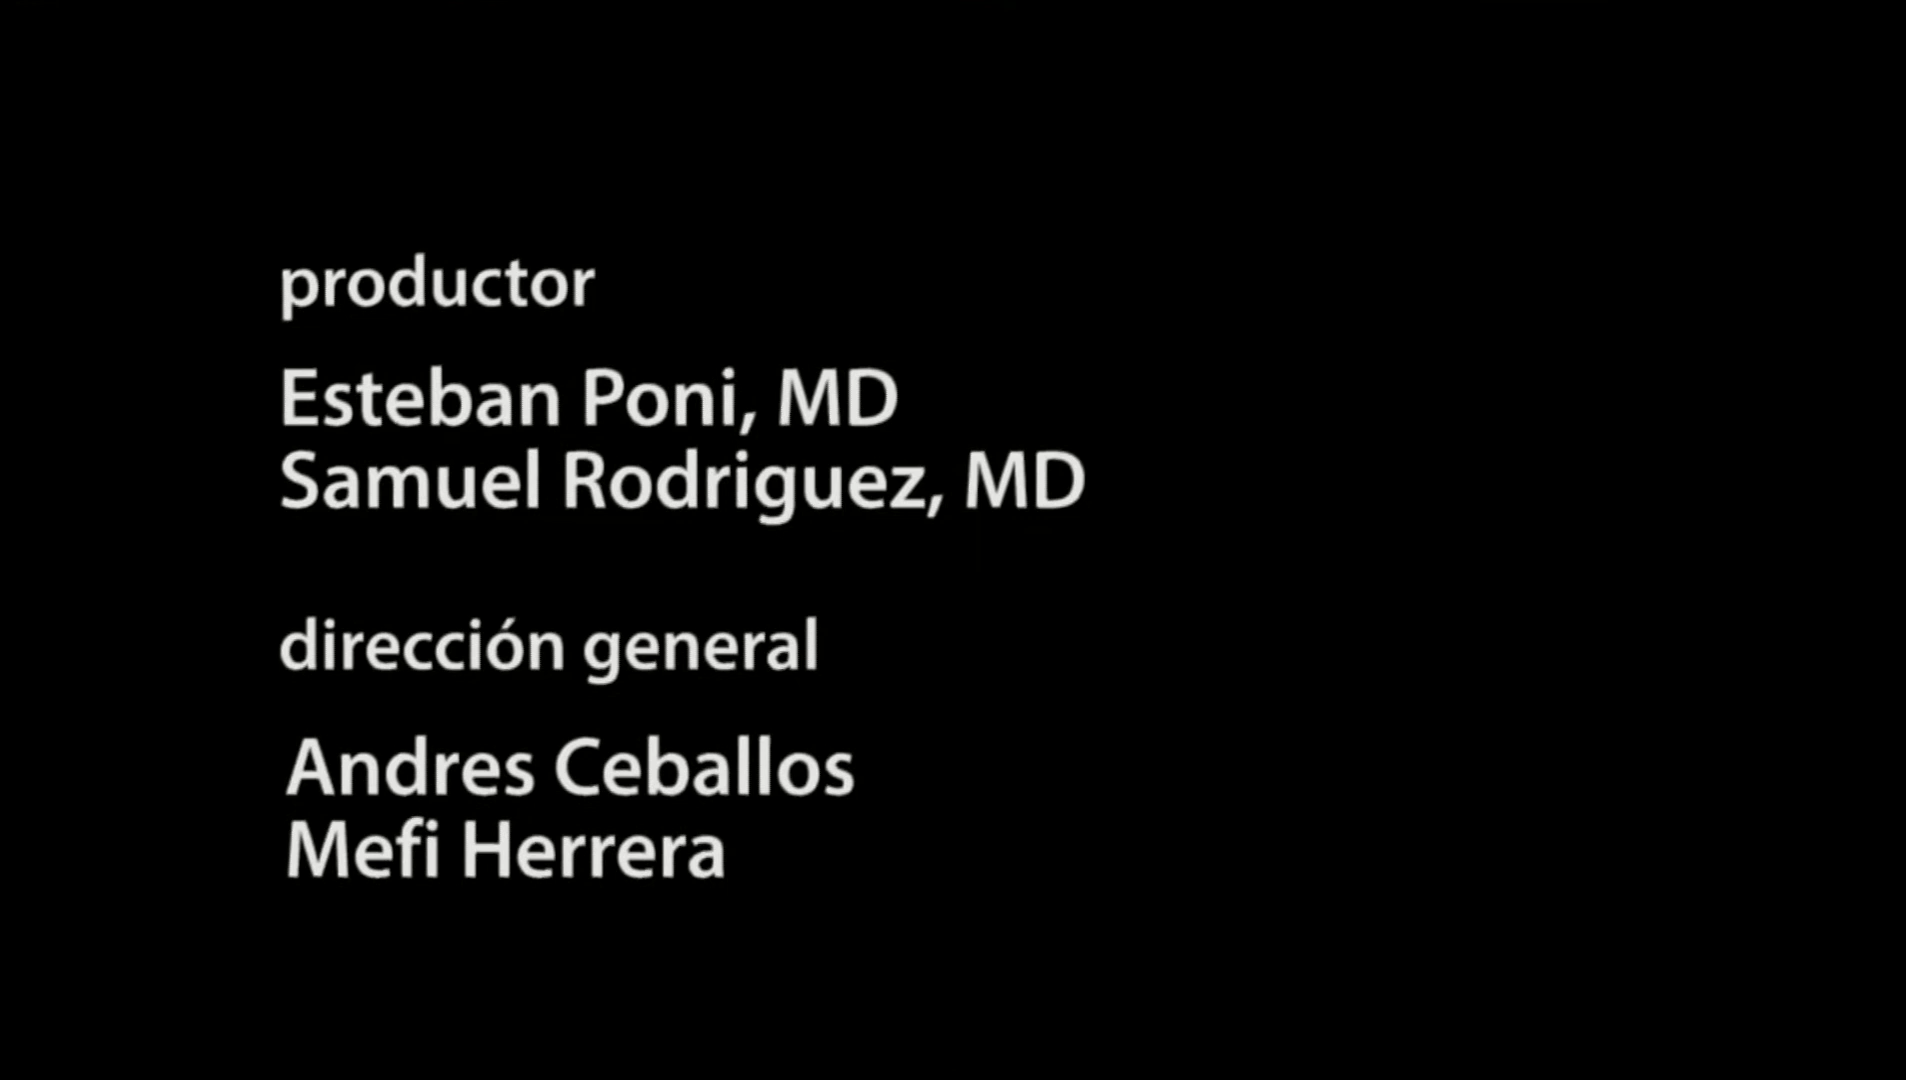 productor
Esteban Poni, MD
Samuel Rodriguez, MD
dirección general
Andres Ceballos
Mefi Herrera